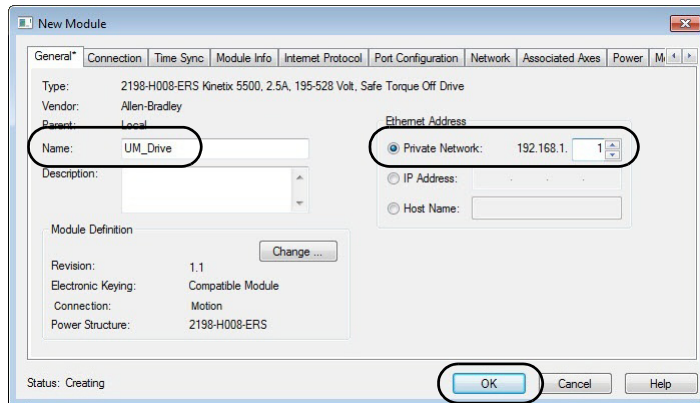 New Module
General* Connection Time Sync Module Info Internet Protocol Port Configuration Network Associated Axes Power
Type: 2198-H008-ERS Kinetix 5500, 2.5A, 195-528 Volt, Safe Torque Off Drive
Vendor: Allen-Bradley
Parent: Local
Name: UM_Drive
Description:
Ethernet Address
Private Network: 192.168.1. 1
IP Address: . . .
Host Name:
Module Definition
Change ...
Revision: 1.1
Electronic Keying: Compatible Module
Connection: Motion
Power Structure: 2198-H008-ERS
Status: Creating
OK Cancel Help